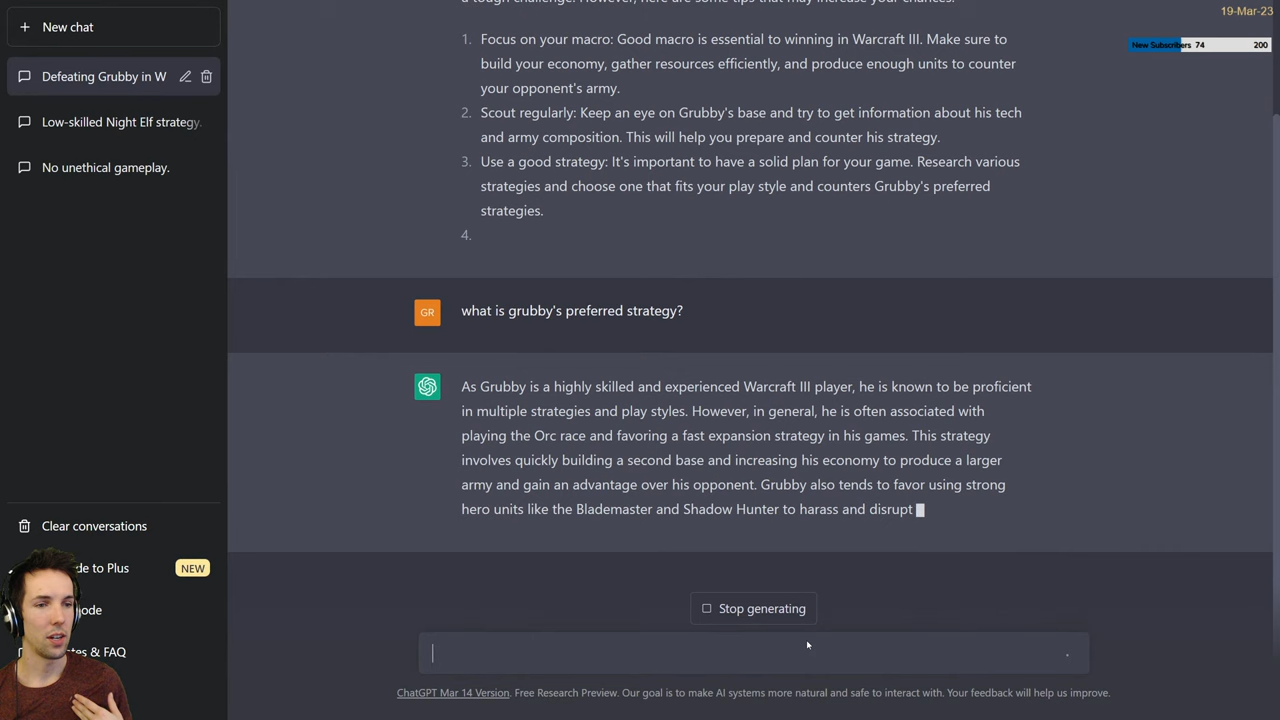 New chat
Defeating Grubby in W
Low-skilled Night Elf strategy.
No unethical gameplay.
Clear conversations
de to Plus
NEW
ode
tes & FAQ
19-Mar-23
New Subscribers 74 200
1. Focus on your macro: Good macro is essential to winning in Warcraft III. Make sure to
build your economy, gather resources efficiently, and produce enough units to counter
your opponent's army.
2. Scout regularly: Keep an eye on Grubby's base and try to get information about his tech
and army composition. This will help you prepare and counter his strategy.
3. Use a good strategy: It's important to have a solid plan for your game. Research various
strategies and choose one that fits your play style and counters Grubby's preferred
strategies.
4.
GR
what is grubby's preferred strategy?
As Grubby is a highly skilled and experienced Warcraft III player, he is known to be proficient
in multiple strategies and play styles. However, in general, he is often associated with
playing the Orc race and favoring a fast expansion strategy in his games. This strategy
involves quickly building a second base and increasing his economy to produce a larger
army and gain an advantage over his opponent. Grubby also tends to favor using strong
hero units like the Blademaster and Shadow Hunter to harass and disrupt
Stop generating
ChatGPT Mar 14 Version. Free Research Preview. Our goal is to make AI systems more natural and safe to interact with. Your feedback will help us improve.